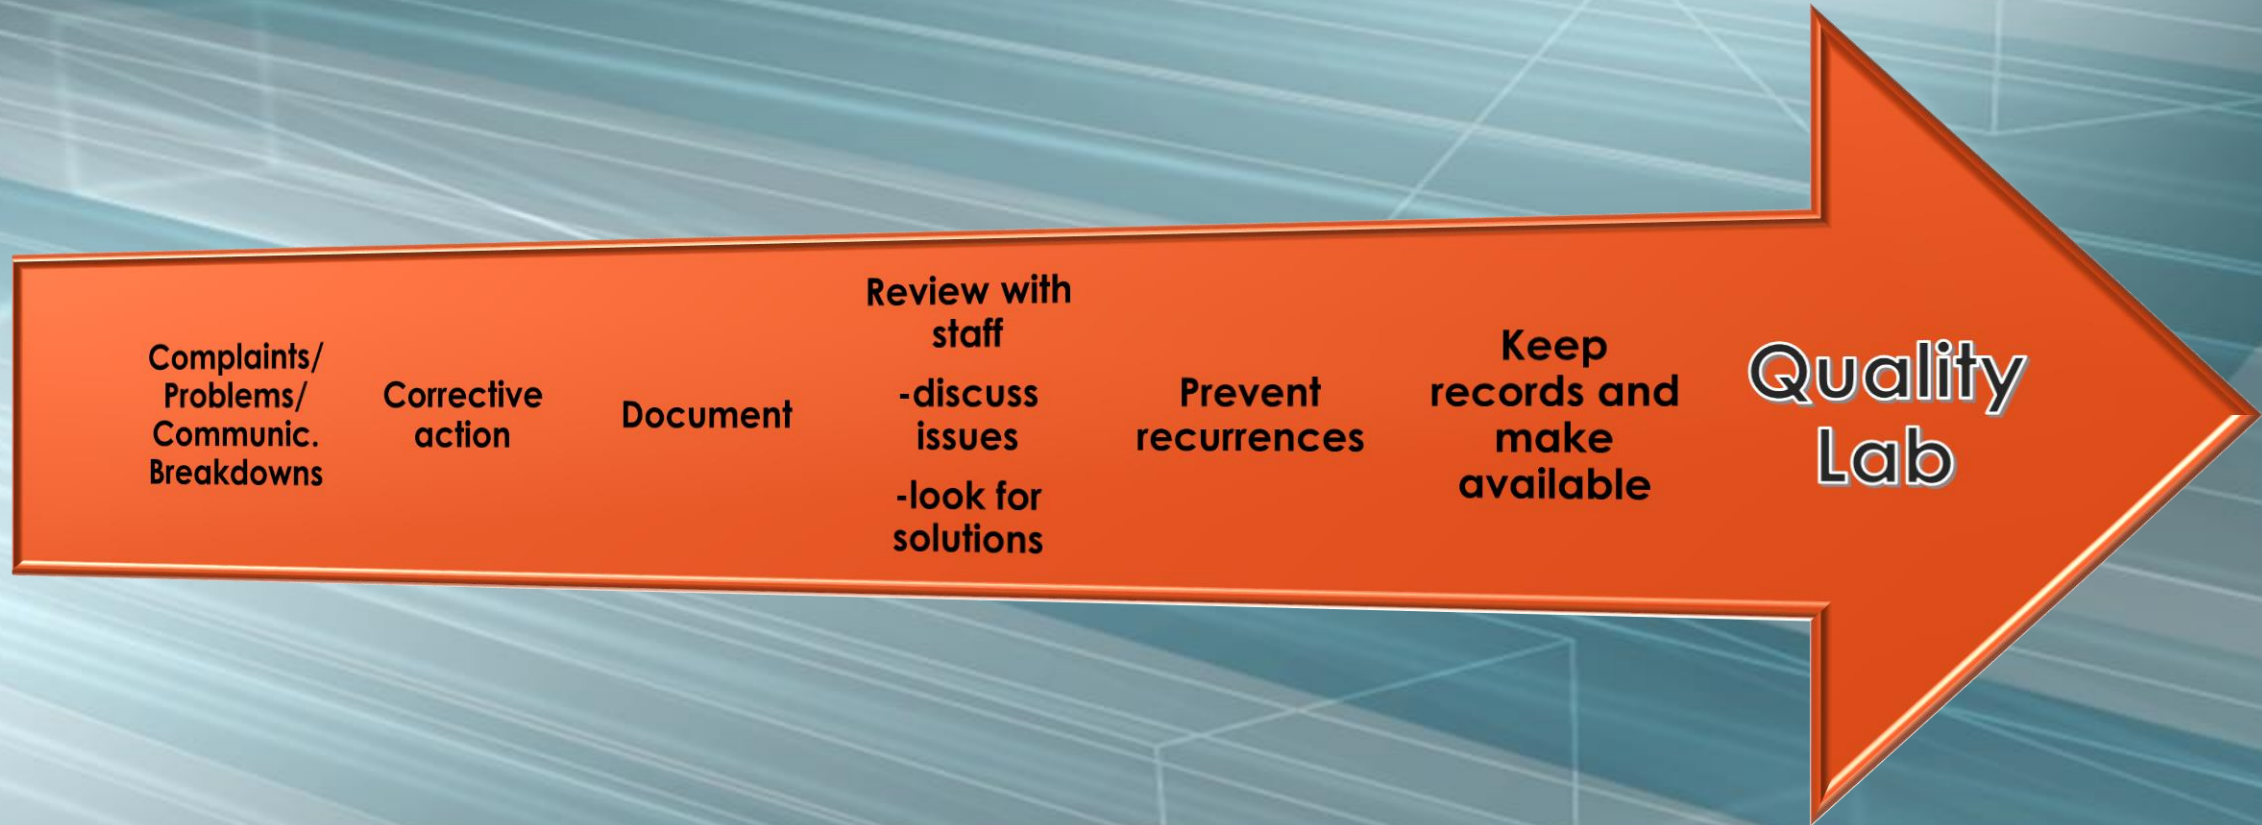 Complaints/
Problems/
Communic.
Breakdowns
Corrective
action
Document
Review with
staff
-discuss
issues
-look for
solutions
Prevent
recurrences
Keep
records and
make
available
Quality
Lab